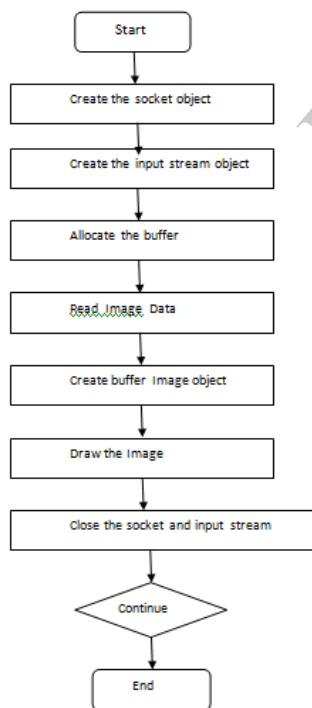 Start
Create the socket object
Create the input stream object
Allocate the buffer
Read Image Data
Create buffer Image object
Draw the Image
Close the socket and input stream
Continue
End